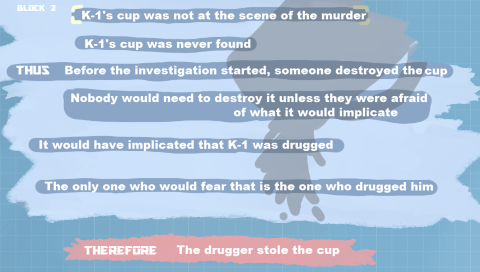 BLOCK 2
K-1's cup was not at the scene of the murder
K-1's cup was never found
THUS Before the investigation started, someone destroyed the cup
Nobody would need to destroy it unless they were afraid
of what it would implicate
It would have implicated that K-1 was drugged
The only one who would fear that is the one who drugged him
THEREFORE The drugger stole the cup